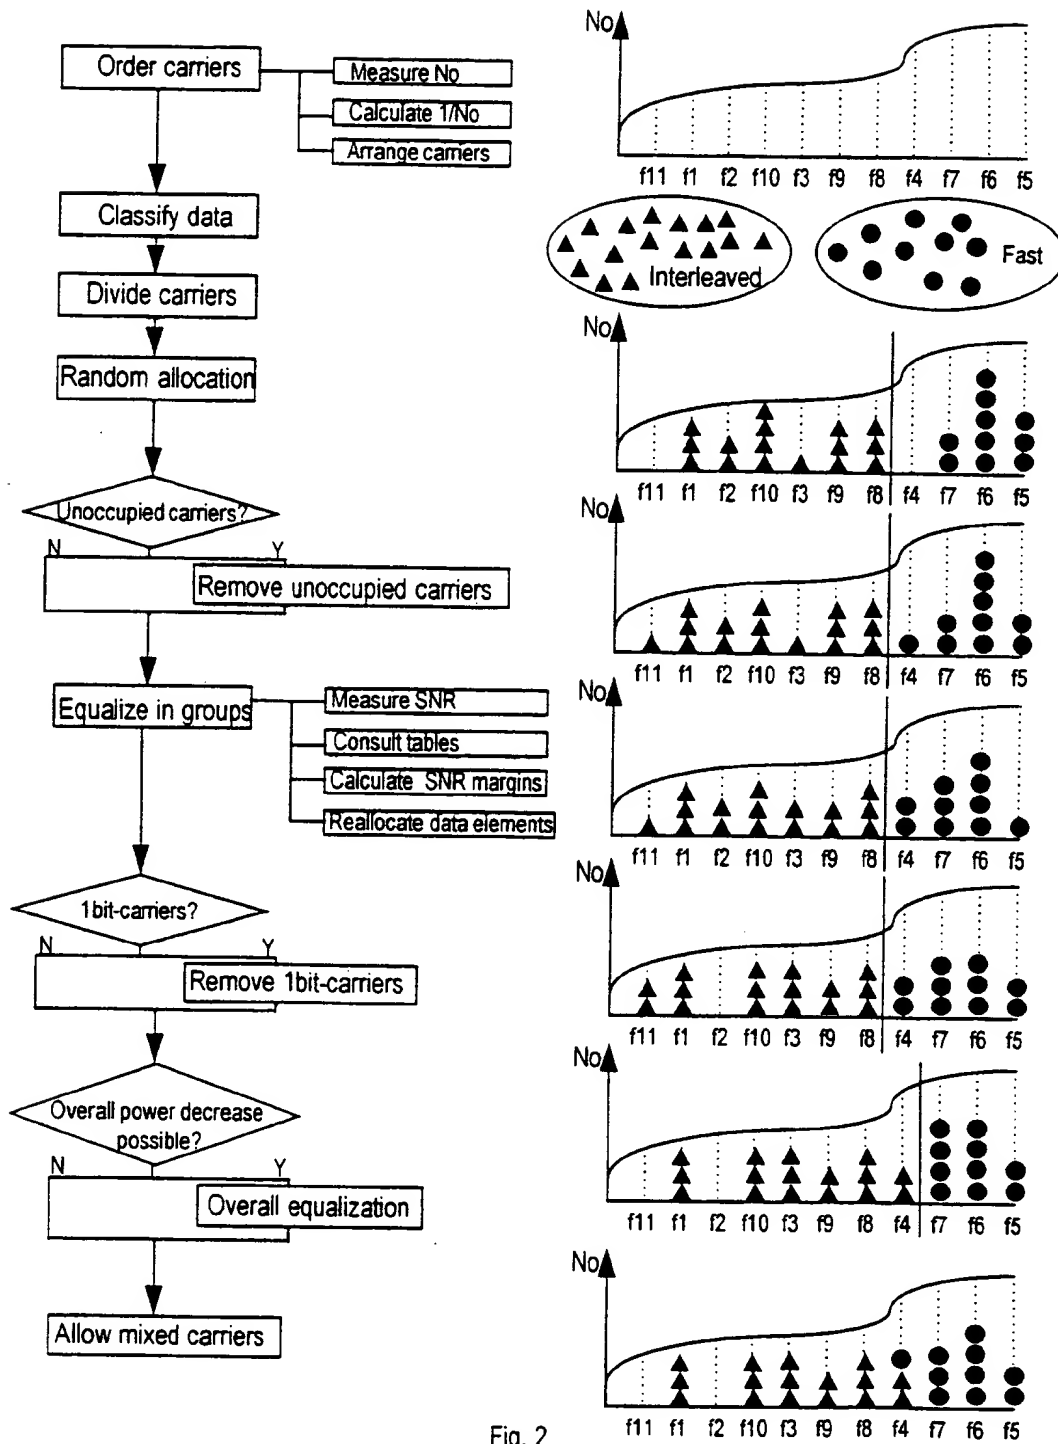 Order carriers
Measure No
Calculate 1/No
Arrange carriers
Classify data
Divide carriers
Random allocation
Unoccupied carriers?
N Y
Remove unoccupied carriers
Equalize in groups
Measure SNR
Consult tables
Calculate SNR margins
Reallocate data elements
1bit-carriers?
N Y
Remove 1bit-carriers
Overall power decrease
possible?
N Y
Overall equalization
Allow mixed carriers
No
f11 f1 f2 f10 f3 f9 f8 f4 f7 f6 f5
Interleaved
Fast
No
f11 f1 f2 f10 f3 f9 f8 f4 f7 f6 f5
No
f11 f1 f2 f10 f3 f9 f8 f4 f7 f6 f5
No
f11 f1 f2 f10 f3 f9 f8 f4 f7 f6 f5
No
f11 f1 f2 f10 f3 f9 f8 f4 f7 f6 f5
No
f11 f1 f2 f10 f3 f9 f8 f4 f7 f6 f5
No
f11 f1 f2 f10 f3 f9 f8 f4 f7 f6 f5
Fig. 2